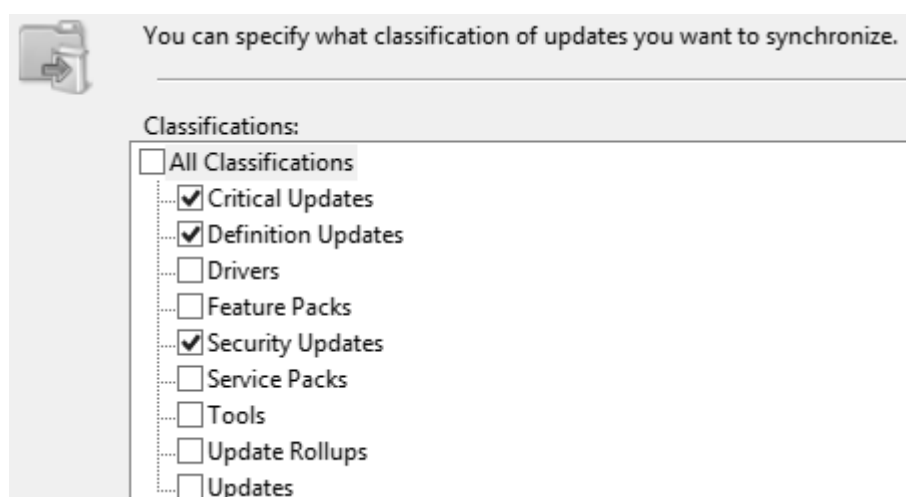 You can specify what classification of updates you want to synchronize.
Classifications:
All Classifications
Critical Updates
Definition Updates
Drivers
Feature Packs
Security Updates
Service Packs
Tools
Update Rollups
Updates